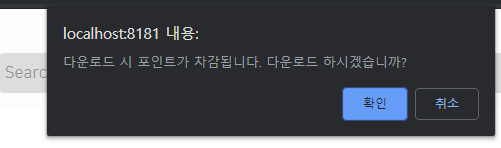 localhost:8181 내용:
다운로드 시 포인트가 차감됩니다. 다운로드 하시겠습니까?
Searc
확인 취소